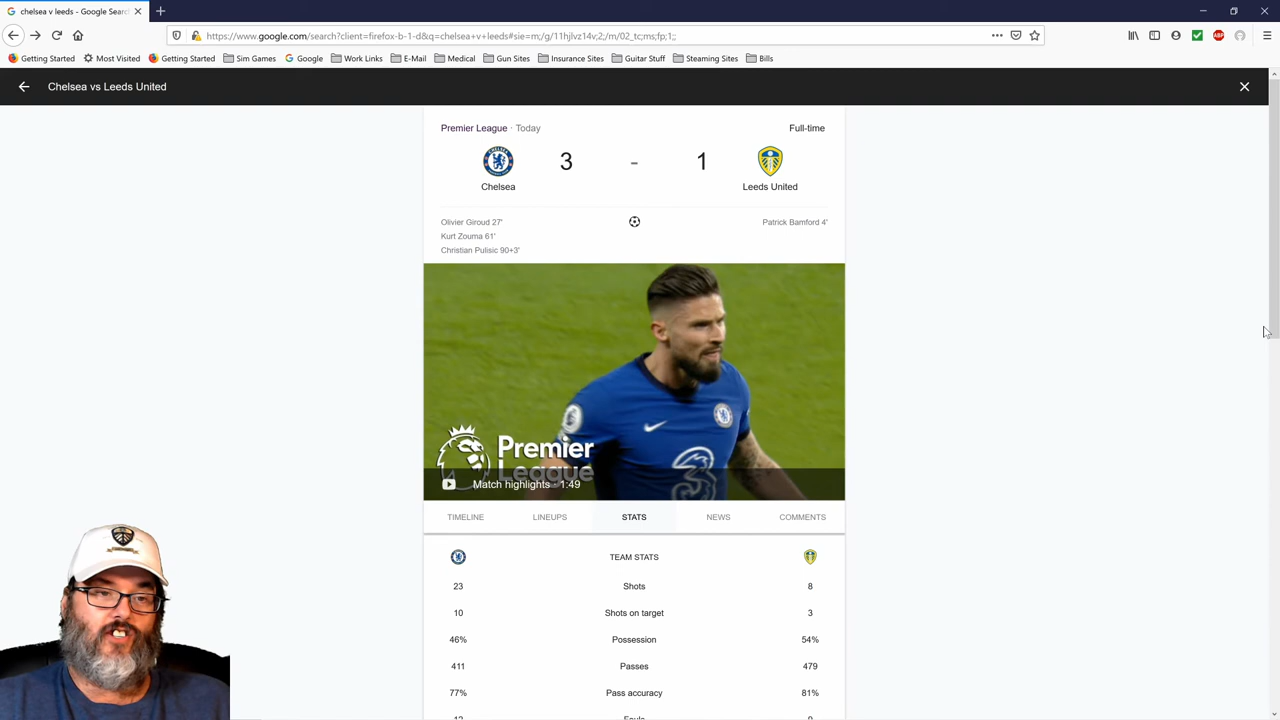 chelsea v leeds - Google Searc
https://www.google.com/search?client=firefox-b-1-d&q=chelsea+v+leeds#sie=m;/g/11hjlvz14v;2;/m/02_tc;ms;fp;1;;
Getting Started Most Visited Getting Started Sim Games Google Work Links E-Mail Medical Gun Sites Insurance Sites Guitar Stuff Steaming Sites Bills
Chelsea vs Leeds United
Premier League · Today Full-time
3 - 1
Chelsea Leeds United
Olivier Giroud 27' Patrick Bamford 4'
Kurt Zouma 61'
Christian Pulisic 90+3'
Premier
League
Match highlights · 1:49
TIMELINE LINEUPS STATS NEWS COMMENTS
TEAM STATS
23 Shots 8
10 Shots on target 3
46% Possession 54%
411 Passes 479
77% Pass accuracy 81%